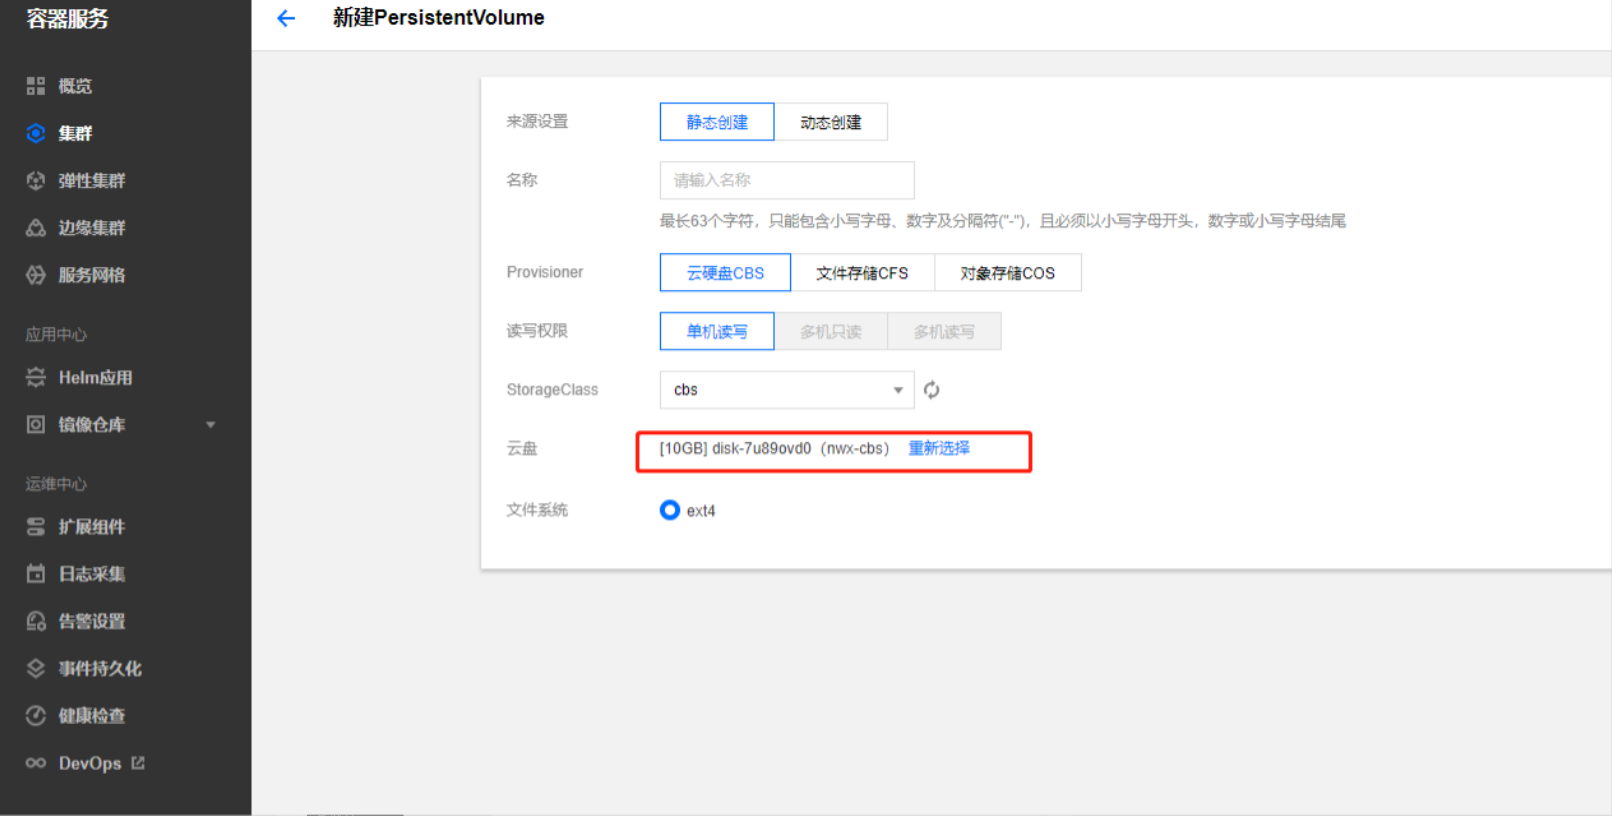 容器服务
新建PersistentVolume
概览
集群
弹性集群
边缘集群
服务网格
应用中心
Helm应用
镜像仓库
运维中心
扩展组件
日志采集
告警设置
事件持久化
健康检查
DevOps
来源设置 静态创建 动态创建
名称 请输入名称
最长63个字符，只能包含小写字母、数字及分隔符("-")，且必须以小写字母开头，数字或小写字母结尾
Provisioner 云硬盘CBS 文件存储CFS 对象存储COS
读写权限 单机读写 多机只读 多机读写
StorageClass cbs
云盘 [10GB] disk-7u89ovd0（nwx-cbs） 重新选择
文件系统 ext4